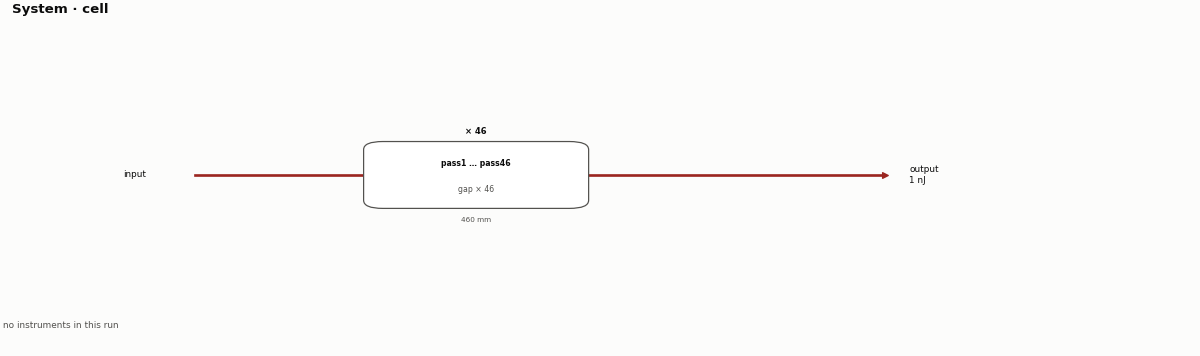 System · cell
× 46
pass1 … pass46
gap × 46
460 mm
input
output
1 nJ
no instruments in this run